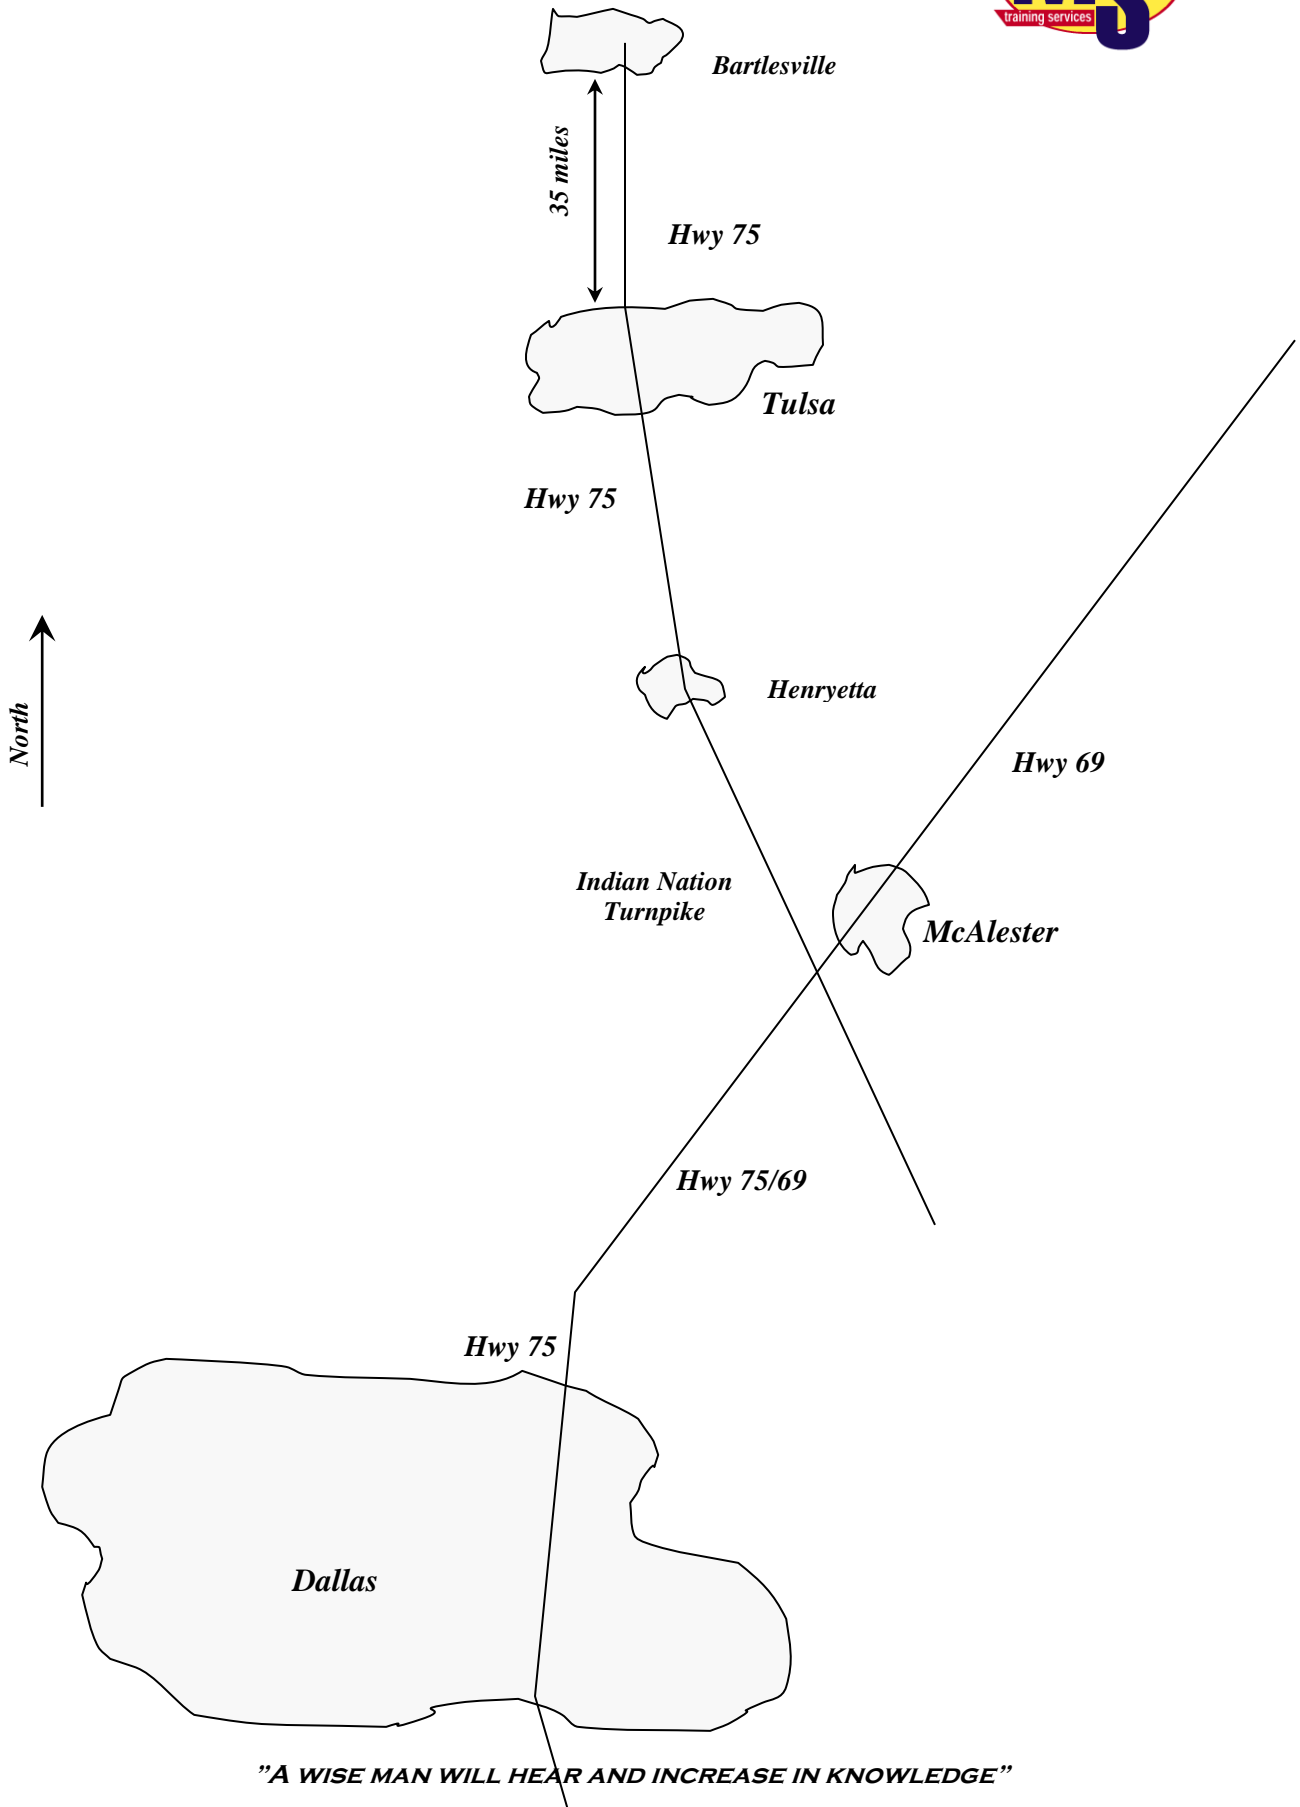 training services
Bartlesville
35 miles
Hwy 75
Tulsa
Hwy 75
Henryetta
North
Hwy 69
Indian Nation
Turnpike
McAlester
Hwy 75/69
Hwy 75
Dallas
”A WISE MAN WILL HEAR AND INCREASE IN KNOWLEDGE”